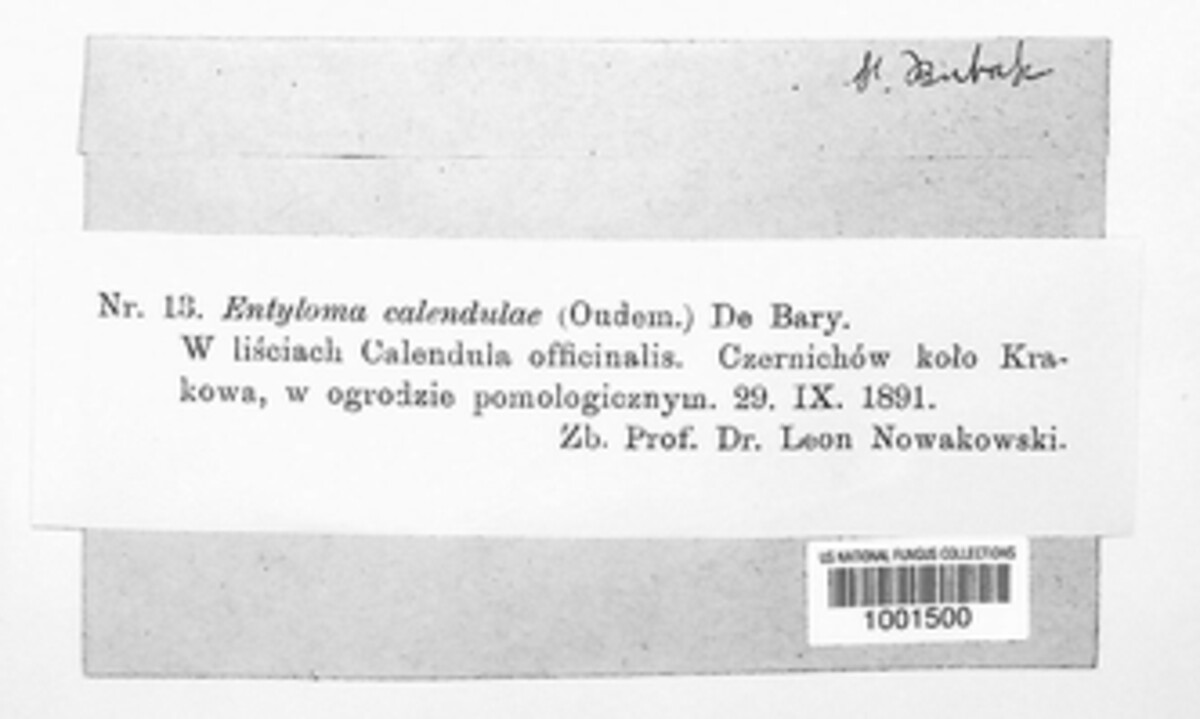 Bubak
Nr. 13. Entyloma calendulae (Oudem.) De Bary.
W liściach Calendula officinalis. Czernichów koło Kra-
kowa, w ogrodzie pomologicznym. 29. IX. 1891.
Zb. Prof. Dr. Leon Nowakowski.
US NATIONAL FUNGUS COLLECTIONS
1001500